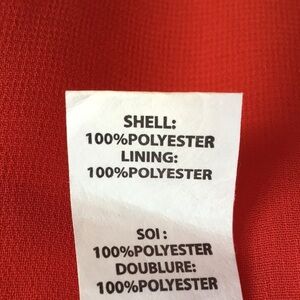 SHELL:
100%POLYESTER
LINING:
100%POLYESTER
SOI :
100%POLYESTER
DOUBLURE:
100%POLYESTER